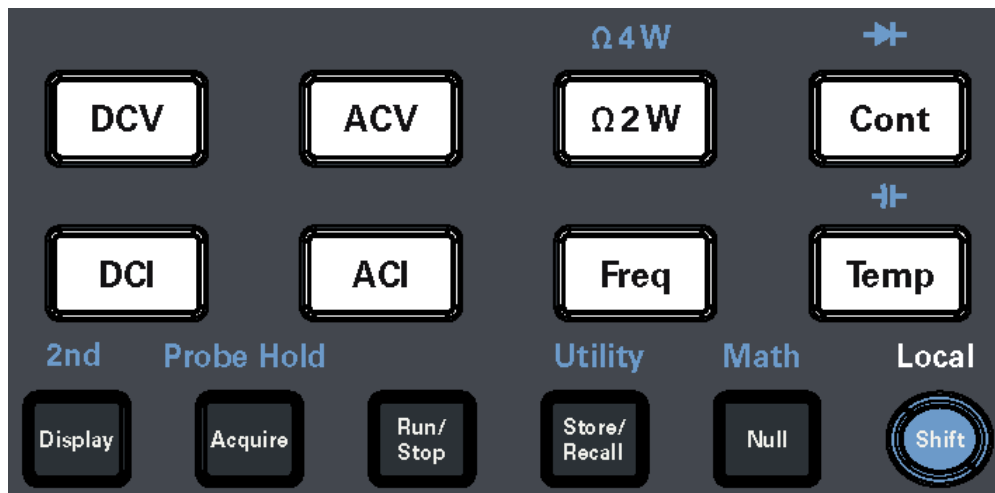 Ω4W
DCV ACV Ω2W Cont
DCI ACI Freq Temp
2nd Probe Hold Utility Math Local
Display Acquire Run/ Stop Store/ Recall Null Shift